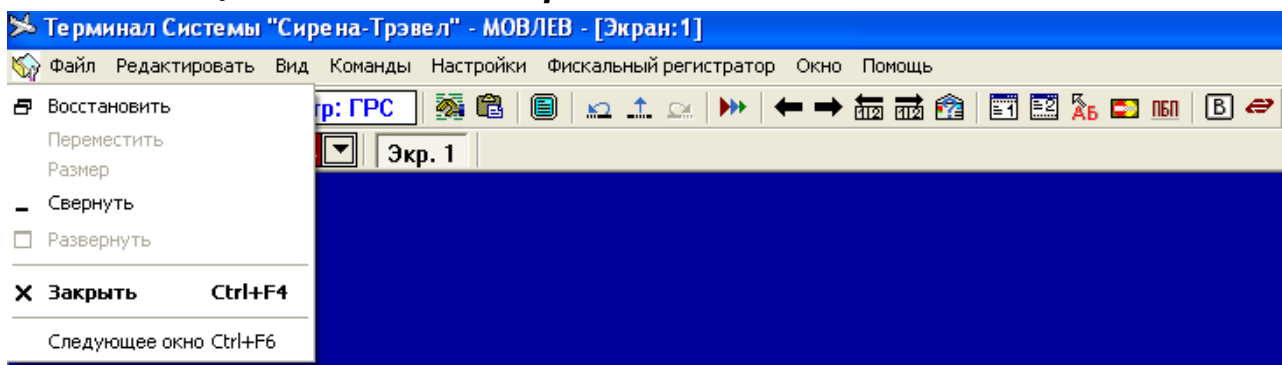 Терминал Системы "Сирена-Трэвел" - МОВЛЕВ - [Экран:1]
Файл Редактировать Вид Команды Настройки Фискальный регистратор Окно Помощь
Восстановить
тр: ГРС
ПБП
В
Переместить
Экр. 1
Размер
Свернуть
Развернуть
Закрыть Ctrl+F4
Следующее окно Ctrl+F6